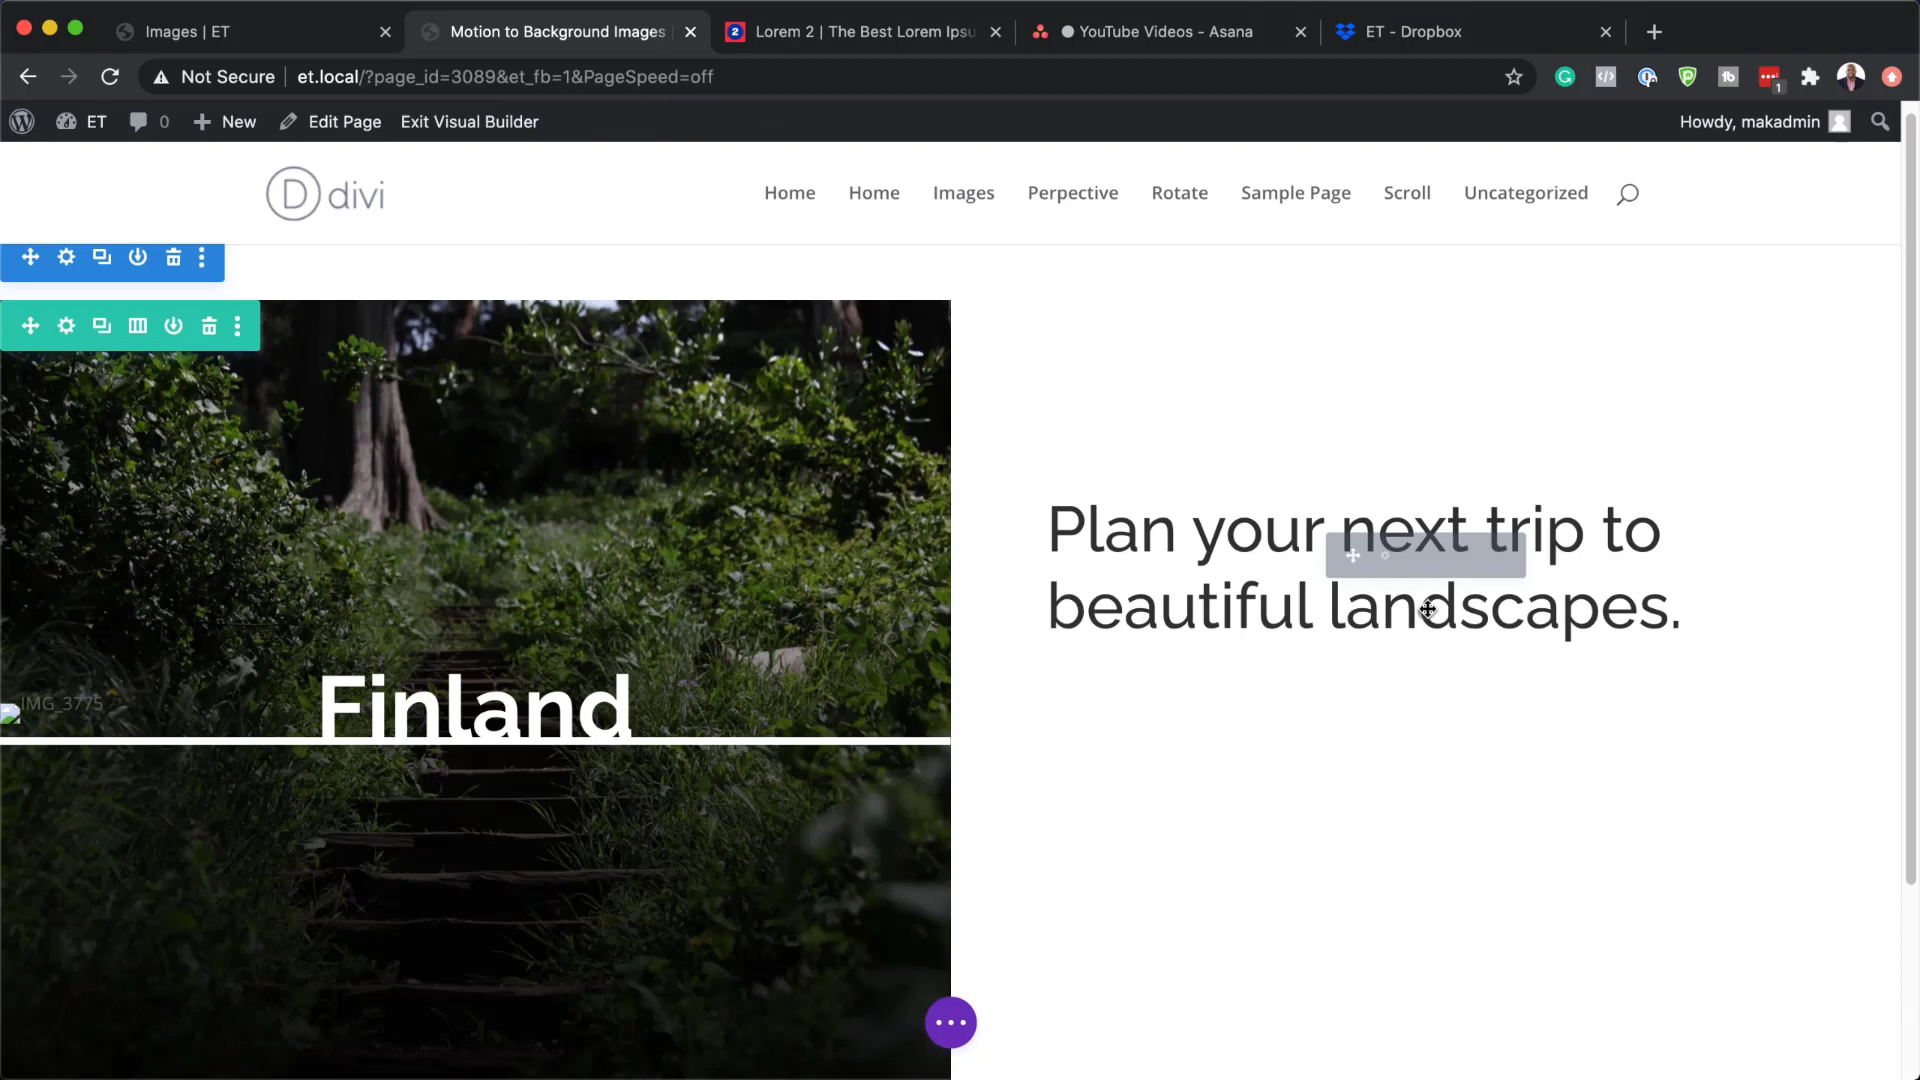 Images | ET
Motion to Background Images
Lorem 2 | The Best Lorem Ipsu
YouTube Videos - Asana
ET - Dropbox
Not Secure
et.local/?page_id=3089&et_fb=1&PageSpeed=off
1
ET
0
New
Edit Page
Exit Visual Builder
Howdy, makadmin
D divi
Home
Home
Images
Perpective
Rotate
Sample Page
Scroll
Uncategorized
Plan your next trip to
beautiful landscapes.
IMG_3775
Finland